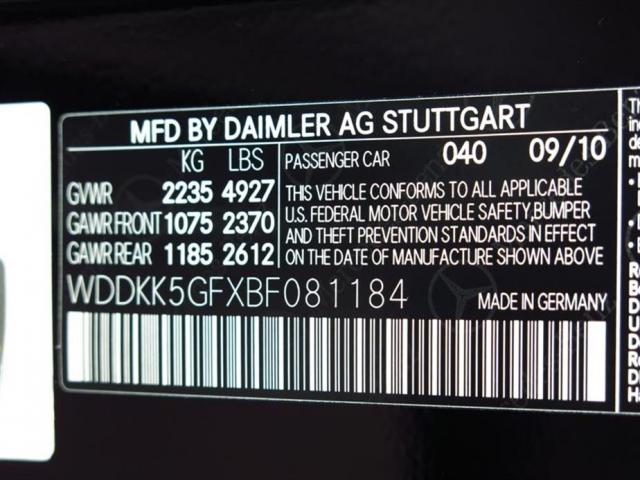 MFD BY DAIMLER AG STUTTGART
KG LBS PASSENGER CAR 040 09/10
GVWR 2235 4927
GAWR FRONT 1075 2370
GAWR REAR 1185 2612
THIS VEHICLE CONFORMS TO ALL APPLICABLE
U.S. FEDERAL MOTOR VEHICLE SAFETY,BUMPER
AND THEFT PREVENTION STANDARDS IN EFFECT
ON THE DATE OF MANUFACTURE SHOWN ABOVE
WDDKK5GFXBF081184 MADE IN GERMANY